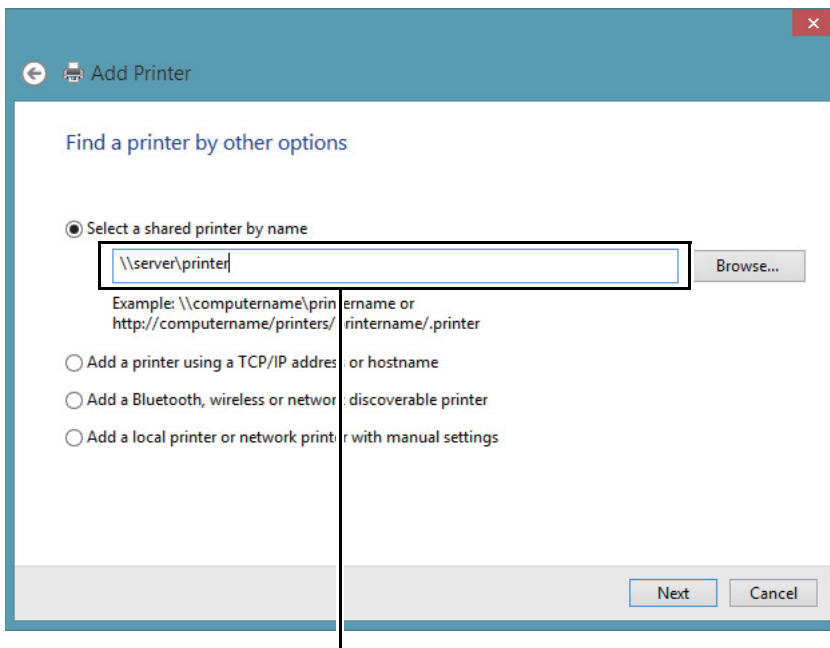 Add Printer
Find a printer by other options
Select a shared printer by name
\\server\printer
Browse...
Example: \\computername\printername or
http://computername/printers/printername/.printer
Add a printer using a TCP/IP address or hostname
Add a Bluetooth, wireless or network discoverable printer
Add a local printer or network printer with manual settings
Next Cancel